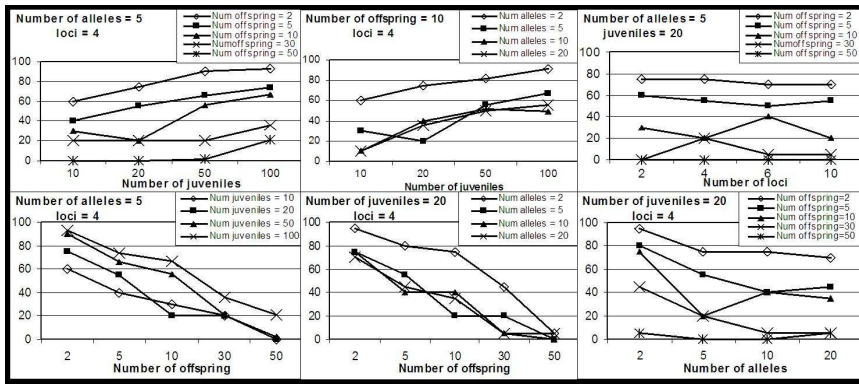 Number of alleles = 5
loci = 4
Num offspring = 2
Num offspring = 5
Num offspring = 10
Numoffspring = 30
Num offspring = 50
100
80
60
40
20
0
10 20 50 100
Number of juveniles
Number of offspring = 10
loci = 4
Num alleles = 2
Num alleles = 5
Num alleles = 10
Num alleles = 20
100
80
60
40
20
0
10 20 50 100
Number of juveniles
Number of alleles = 5
juveniles = 20
Num offspring = 2
Num offspring = 5
Num offspring = 10
Num offspring = 30
Num offspring = 50
100
80
60
40
20
0
2 4 6 10
Number of loci
Number of alleles = 5
loci = 4
Num juveniles = 10
Num juveniles = 20
Num juveniles = 50
Num juveniles = 100
100
80
60
40
20
0
2 5 10 30 50
Number of offspring
Number of juveniles = 20
loci = 4
Num alleles = 2
Num alleles = 5
Num alleles = 10
Num alleles = 20
100
80
60
40
20
0
2 5 10 30 50
Number of offspring
Number of juveniles = 20
loci = 4
Num offspring=2
Num offspring=5
Num offspring=10
Num offspring=30
Num offspring=50
100
80
60
40
20
0
2 5 10 20
Number of alleles